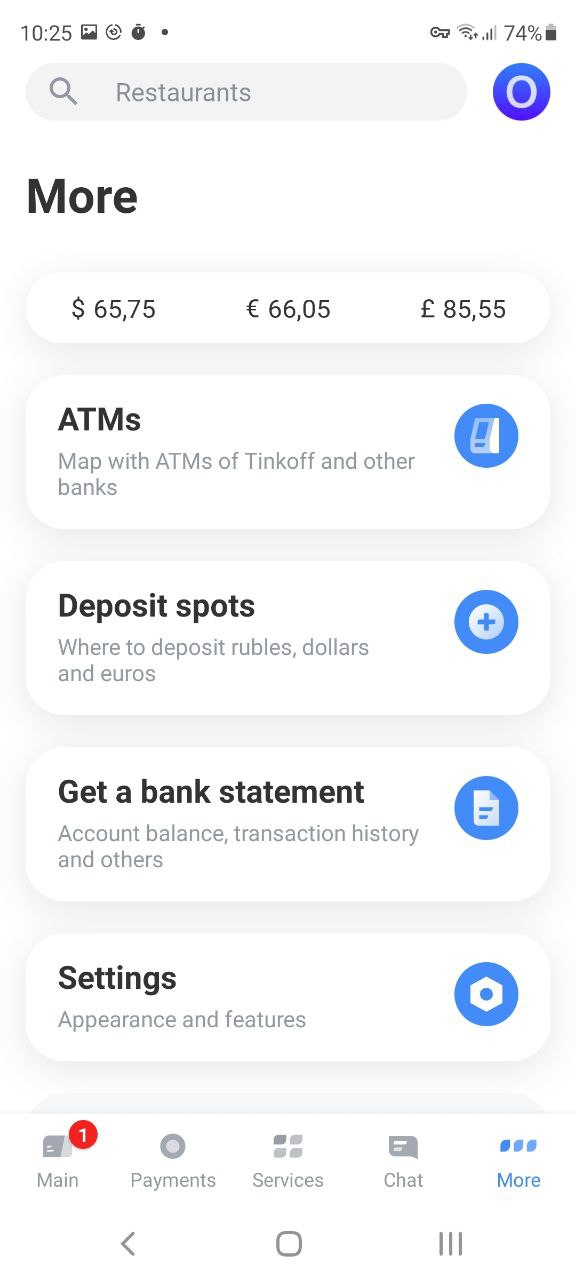 10:25 74%
Restaurants O
More
$ 65,75 € 66,05 £ 85,55
ATMs
Map with ATMs of Tinkoff and other
banks
Deposit spots
Where to deposit rubles, dollars
and euros
Get a bank statement
Account balance, transaction history
and others
Settings
Appearance and features
1
Main Payments Services Chat More